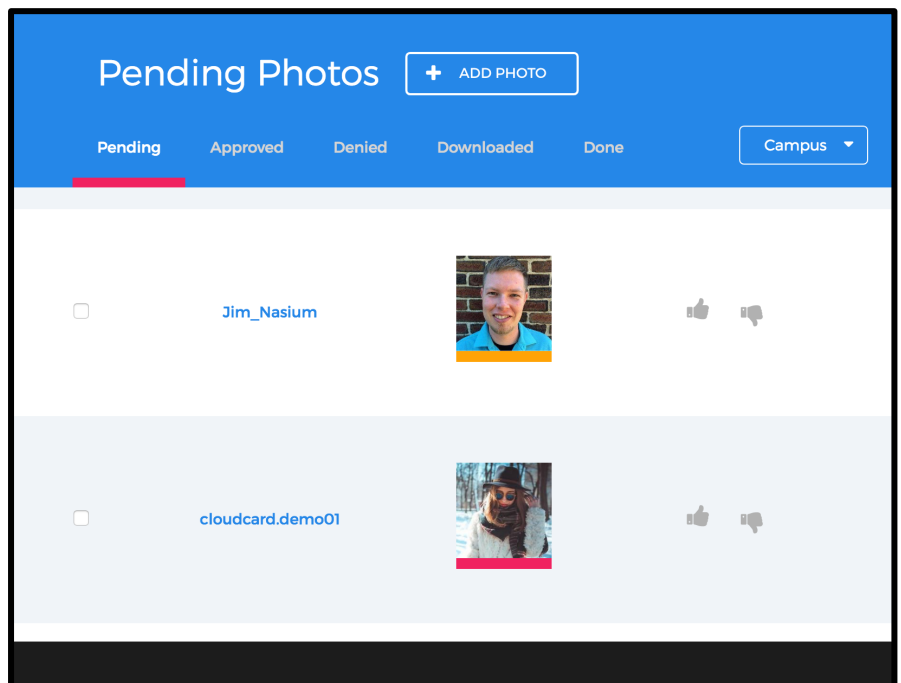 Pending Photos
ADD PHOTO
Pending Approved Denied Downloaded Done Campus
Jim_Nasium
cloudcard.demo01